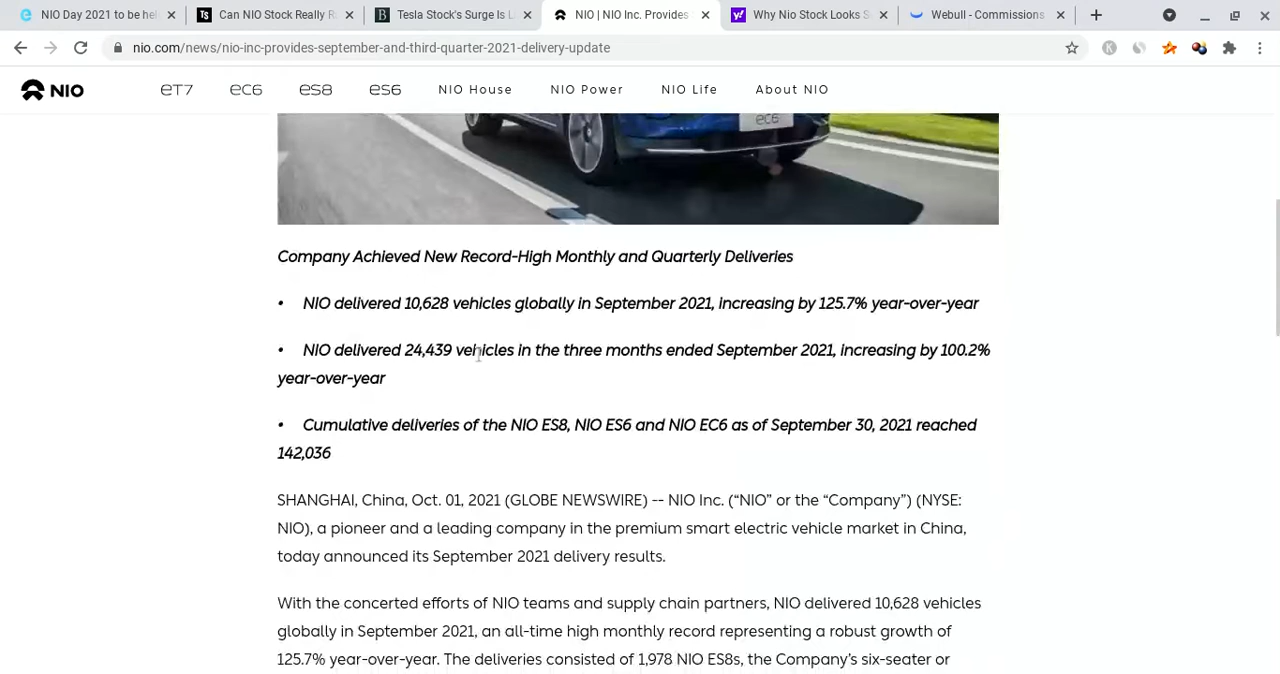 NIO Day 2021 to be hel
Can NIO Stock Really R
Tesla Stock's Surge Is L
NIO | NIO Inc. Provides
Why Nio Stock Looks S
Webull - Commissions
nio.com/news/nio-inc-provides-september-and-third-quarter-2021-delivery-update
NIO
eT7
eC6
eS8
eS6
NIO House
NIO Power
NIO Life
About NIO
eC6
Company Achieved New Record-High Monthly and Quarterly Deliveries
• NIO delivered 10,628 vehicles globally in September 2021, increasing by 125.7% year-over-year
• NIO delivered 24,439 vehicles in the three months ended September 2021, increasing by 100.2%
year-over-year
• Cumulative deliveries of the NIO ES8, NIO ES6 and NIO EC6 as of September 30, 2021 reached
142,036
SHANGHAI, China, Oct. 01, 2021 (GLOBE NEWSWIRE) -- NIO Inc. (“NIO” or the “Company”) (NYSE:
NIO), a pioneer and a leading company in the premium smart electric vehicle market in China,
today announced its September 2021 delivery results.
With the concerted efforts of NIO teams and supply chain partners, NIO delivered 10,628 vehicles
globally in September 2021, an all-time high monthly record representing a robust growth of
125.7% year-over-year. The deliveries consisted of 1,978 NIO ES8s, the Company’s six-seater or